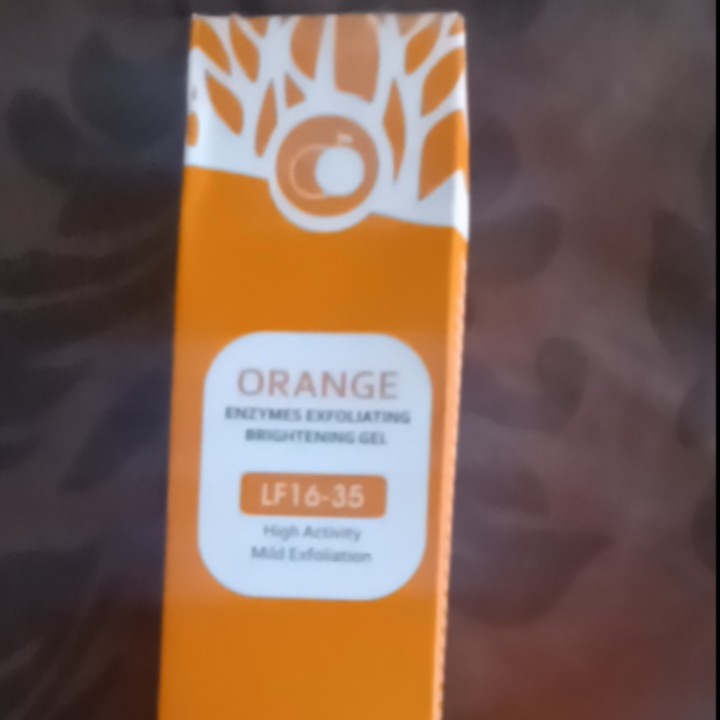 ORANGE
ENZYMES EXFOLIATING
BRIGHTENING GEL
LF16-35
High Activity
Mild Exfoliation